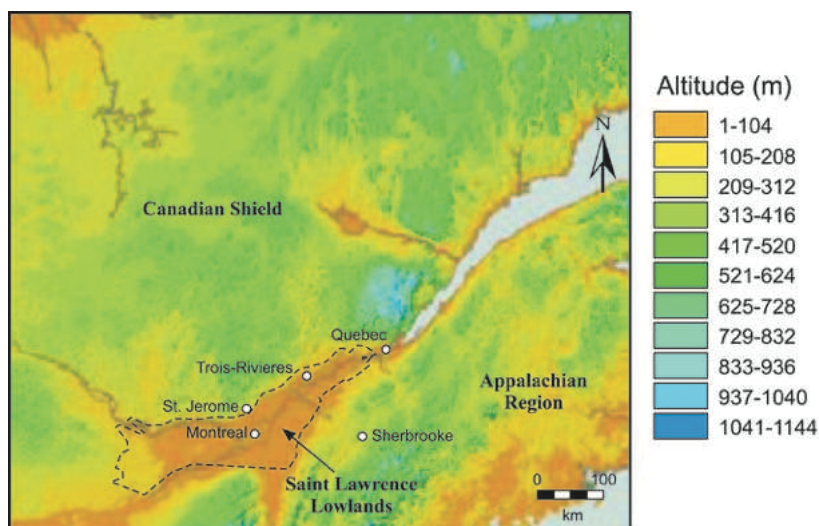 Canadian Shield
N
Quebec
Trois-Rivieres
St. Jerome
Montreal
Sherbrooke
Appalachian
Region
Saint Lawrence
Lowlands
0 100
km
Altitude (m)
1-104
105-208
209-312
313-416
417-520
521-624
625-728
729-832
833-936
937-1040
1041-1144